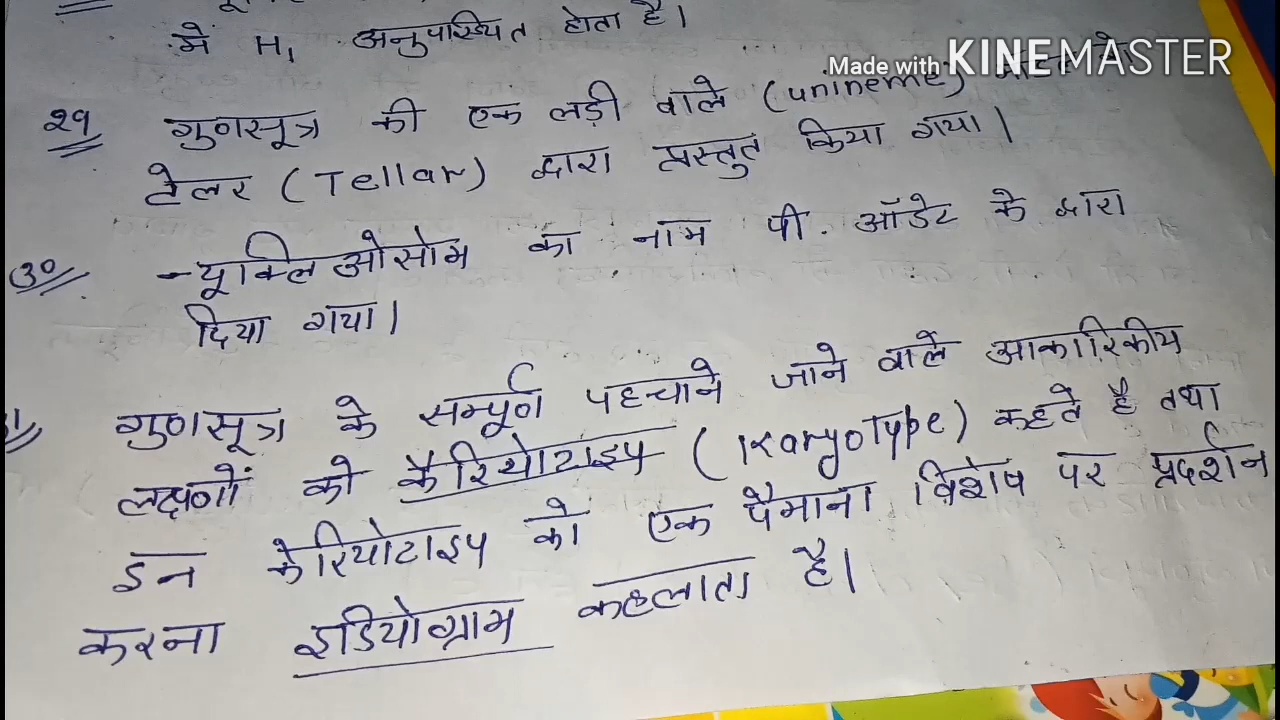 में H1 अनुपस्थित होता है।
Made with KINEMASTER
२९ गुणसूत्र की एक लड़ी वाले (unineme)
टेलर (Tellar) द्वारा प्रस्तुत किया गया।
३० - यूक्लिओसोम का नाम पी. ऑडेट के द्वारा
दिया गया।
गुणसूत्र के सम्पूर्ण पहचाने जाने वाले आकारिकीय
लक्षणों को कैरियोटाइप (Karyotype) कहते है तथा
इन केरियोटाइप को एक पैमाना विशेष पर प्रदर्शन
करना इडियोग्राम कहलाता है।